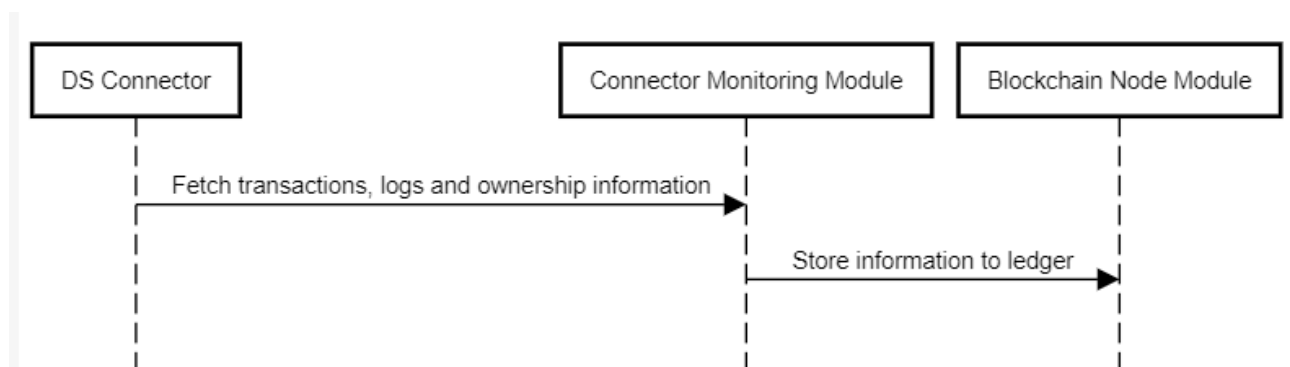 DS Connector
Connector Monitoring Module
Blockchain Node Module
Fetch transactions, logs and ownership information
Store information to ledger